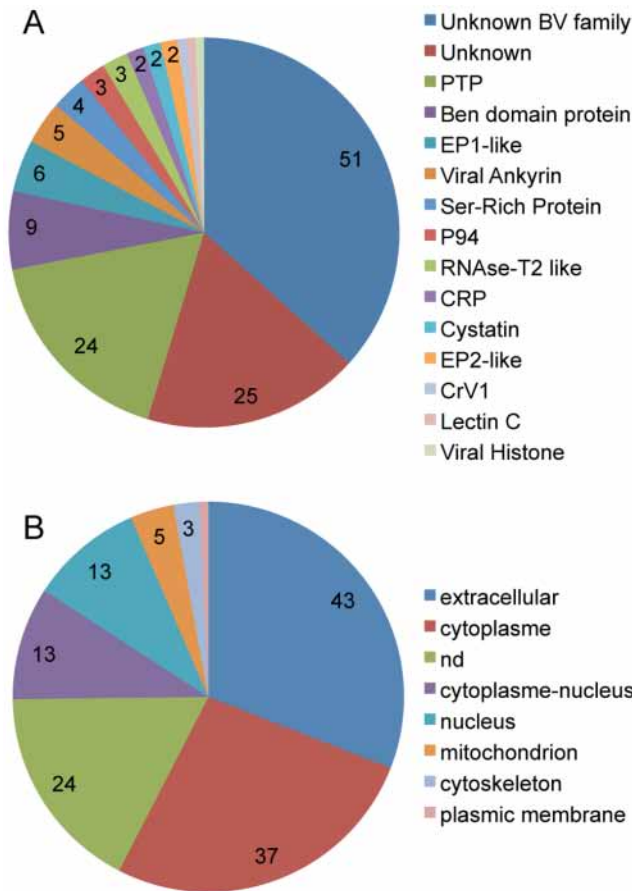 A
51
25
24
9
6
5
4
3
3
2
2
2
Unknown BV family
Unknown
PTP
Ben domain protein
EP1-like
Viral Ankyrin
Ser-Rich Protein
P94
RNAse-T2 like
CRP
Cystatin
EP2-like
CrV1
Lectin C
Viral Histone
B
43
37
24
13
13
5
3
extracellular
cytoplasme
nd
cytoplasme-nucleus
nucleus
mitochondrion
cytoskeleton
plasmic membrane